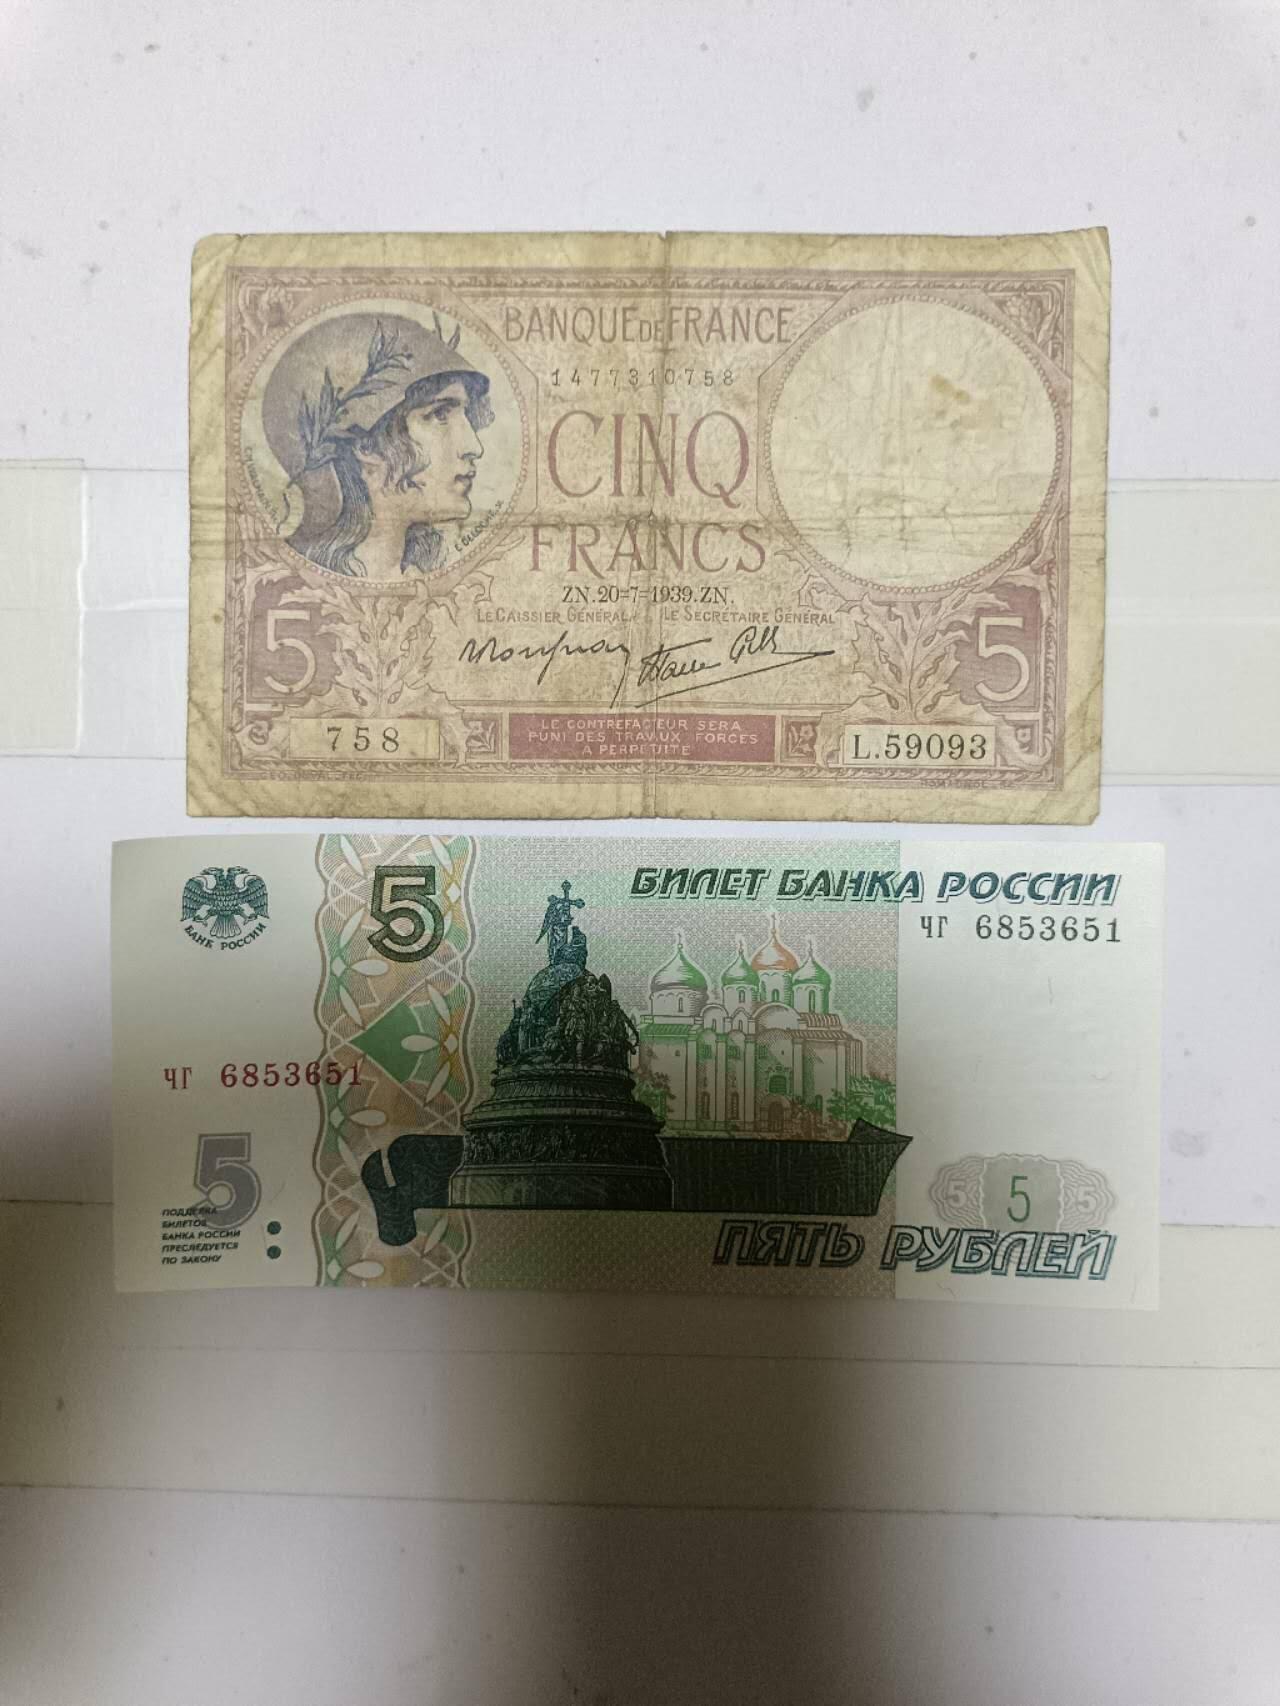 BANQUE DE FRANCE
1477310758
CINQ
FRANCS
ZN.20=7=1939.ZN.
LE CAISSIER GÉNÉRAL LE SECRÉTAIRE GÉNÉRAL
5 5
LE CONTREFACTEUR SERA
PUNI DES TRAVAUX FORCÉS
A PERPÉTUITÉ
758 L.59093
5 БИЛЕТ БАНКА РОССИИ
БАНК РОССИИ
ЧГ 6853651
ЧГ 6853651
5
ПОДДЕЛКА
БИЛЕТОВ
БАНКА РОССИИ
ПРЕСЛЕДУЕТСЯ
ПО ЗАКОНУ
5 5 5
ПЯТЬ РУБЛЕЙ